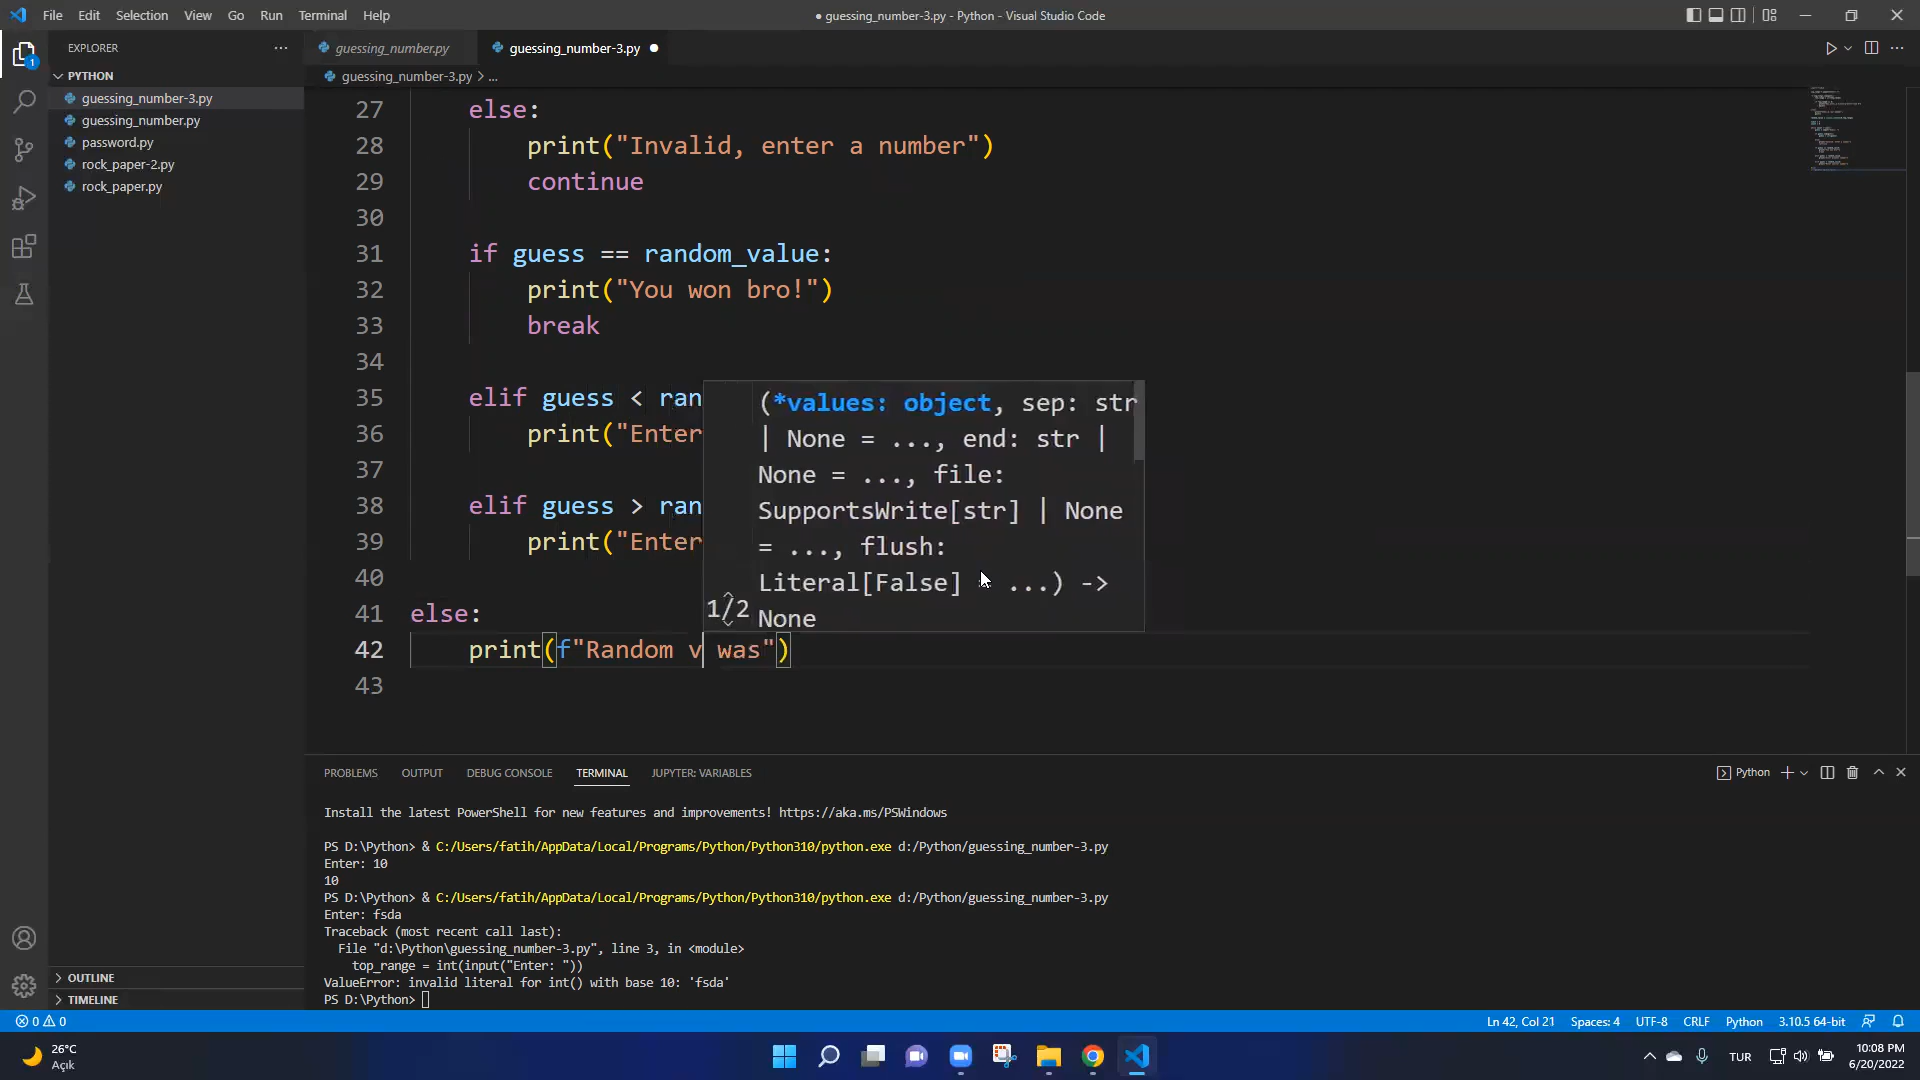 File Edit Selection View Go Run Terminal Help
● guessing_number-3.py - Python - Visual Studio Code
EXPLORER
PYTHON
guessing_number-3.py
guessing_number.py
password.py
rock_paper-2.py
rock_paper.py
OUTLINE
TIMELINE
1
guessing_number.py
guessing_number-3.py
guessing_number-3.py > ...
27 else:
28 print("Invalid, enter a number")
29 continue
30
31 if guess == random_value:
32 print("You won bro!")
33 break
34
35 elif guess < ran
36 print("Enter
37
38 elif guess > ran
39 print("Enter
40
41 else:
42 print(f"Random v was")
43
(*values: object, sep: str
| None = ..., end: str |
None = ..., file:
SupportsWrite[str] | None
= ..., flush:
Literal[False] ...) ->
1/2 None
PROBLEMS OUTPUT DEBUG CONSOLE TERMINAL JUPYTER: VARIABLES
Python
Install the latest PowerShell for new features and improvements! https://aka.ms/PSWindows
PS D:\Python> & C:/Users/fatih/AppData/Local/Programs/Python/Python310/python.exe d:/Python/guessing_number-3.py
Enter: 10
10
PS D:\Python> & C:/Users/fatih/AppData/Local/Programs/Python/Python310/python.exe d:/Python/guessing_number-3.py
Enter: fsda
Traceback (most recent call last):
File "d:\Python\guessing_number-3.py", line 3, in <module>
top_range = int(input("Enter: "))
ValueError: invalid literal for int() with base 10: 'fsda'
PS D:\Python>
0 0
Ln 42, Col 21 Spaces: 4 UTF-8 CRLF Python 3.10.5 64-bit
26°C
Açık
TUR
10:08 PM
6/20/2022